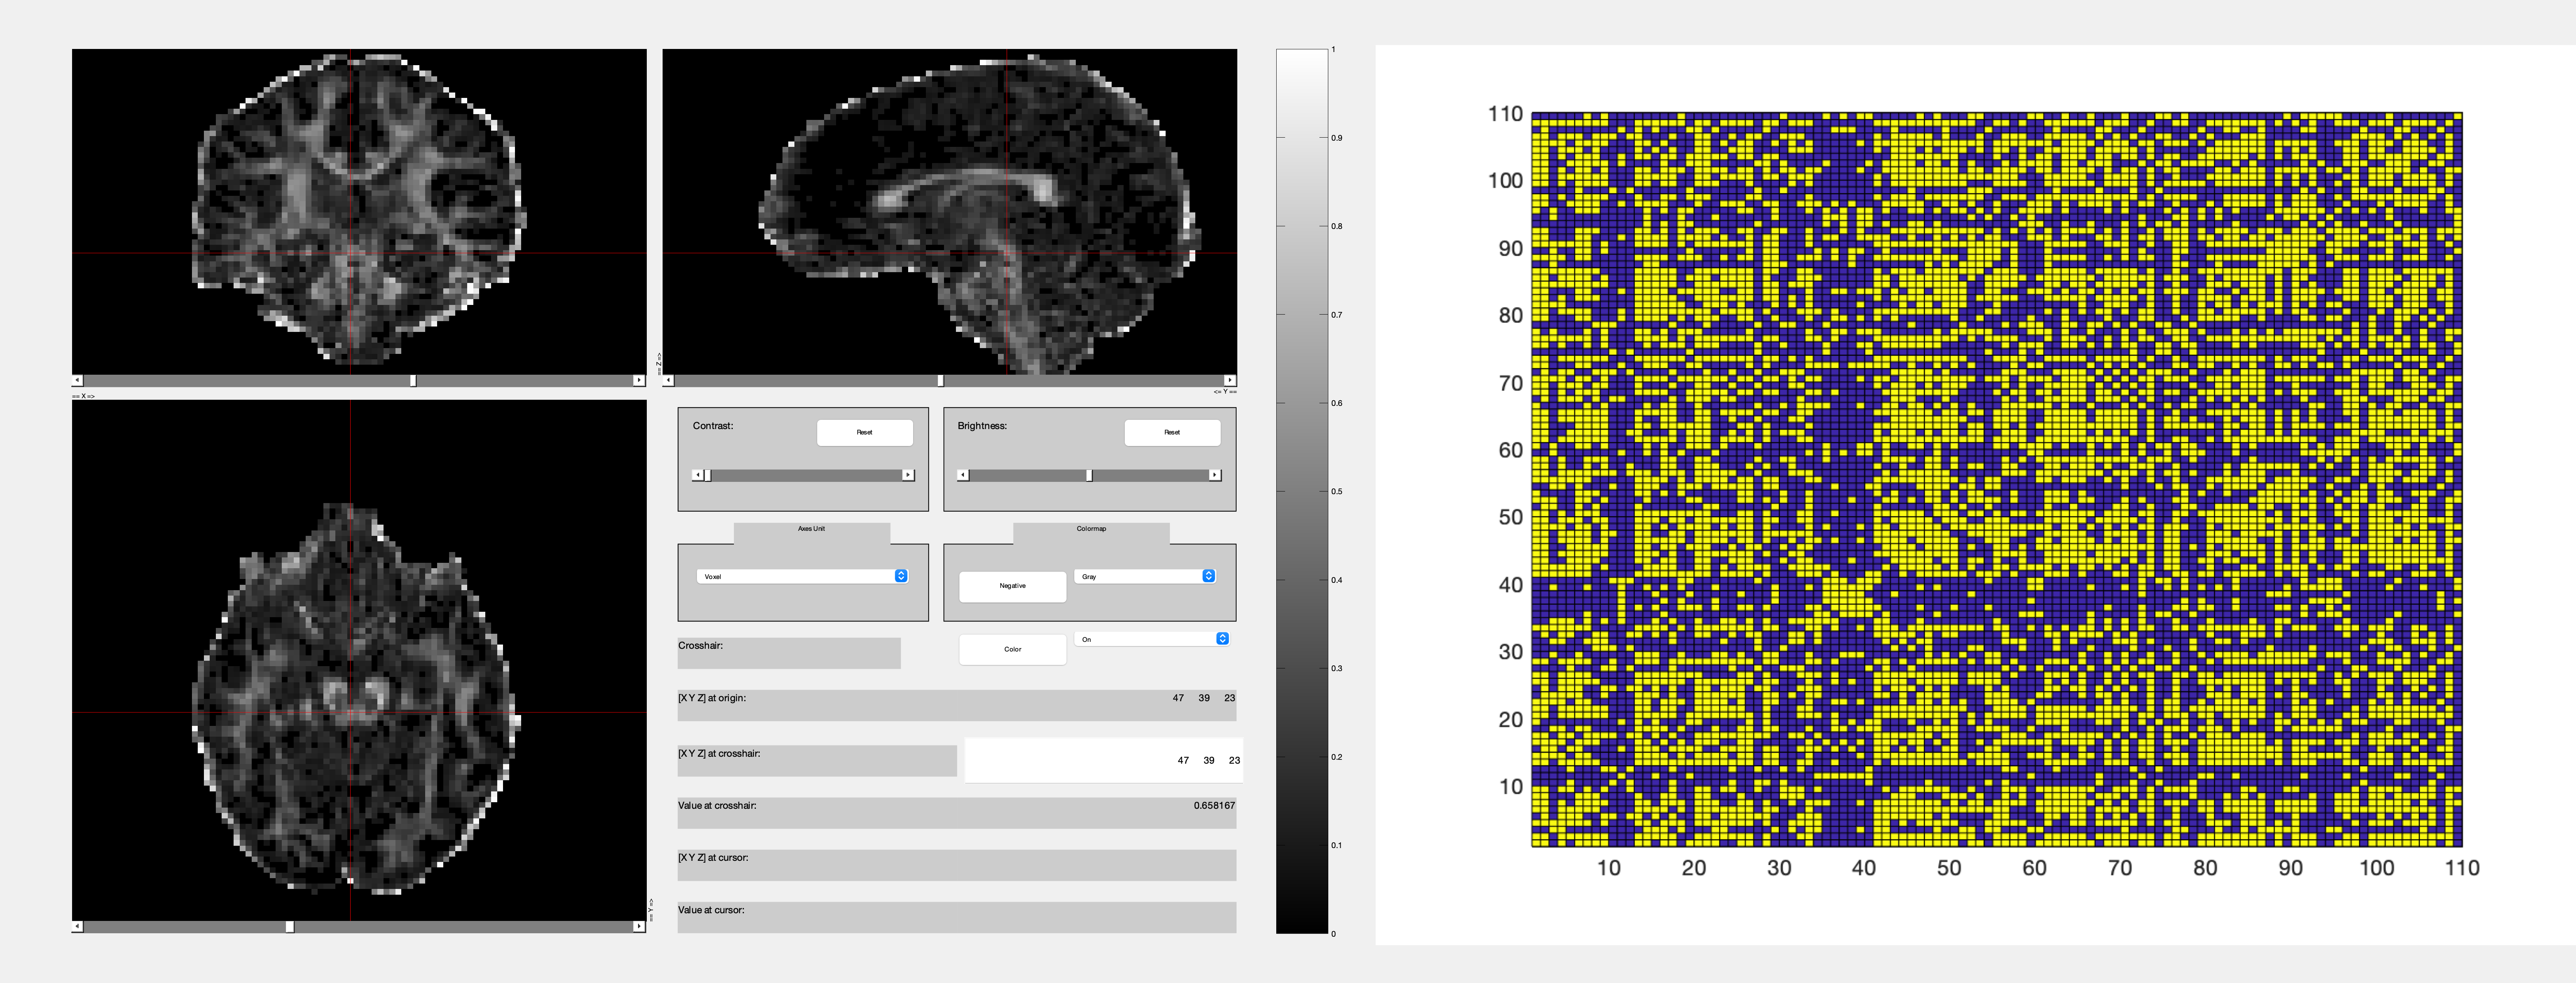 == X =>
== Z =>
<= Y ==
== Y =>
Contrast:
Reset
Brightness:
Reset
Axes Unit
Voxel
Colormap
Negative
Gray
Crosshair:
Color
On
[X Y Z] at origin:
47 39 23
[X Y Z] at crosshair:
47 39 23
Value at crosshair:
0.658167
[X Y Z] at cursor:
Value at cursor:
1
0.9
0.8
0.7
0.6
0.5
0.4
0.3
0.2
0.1
0
110
100
90
80
70
60
50
40
30
20
10
10 20 30 40 50 60 70 80 90 100 110